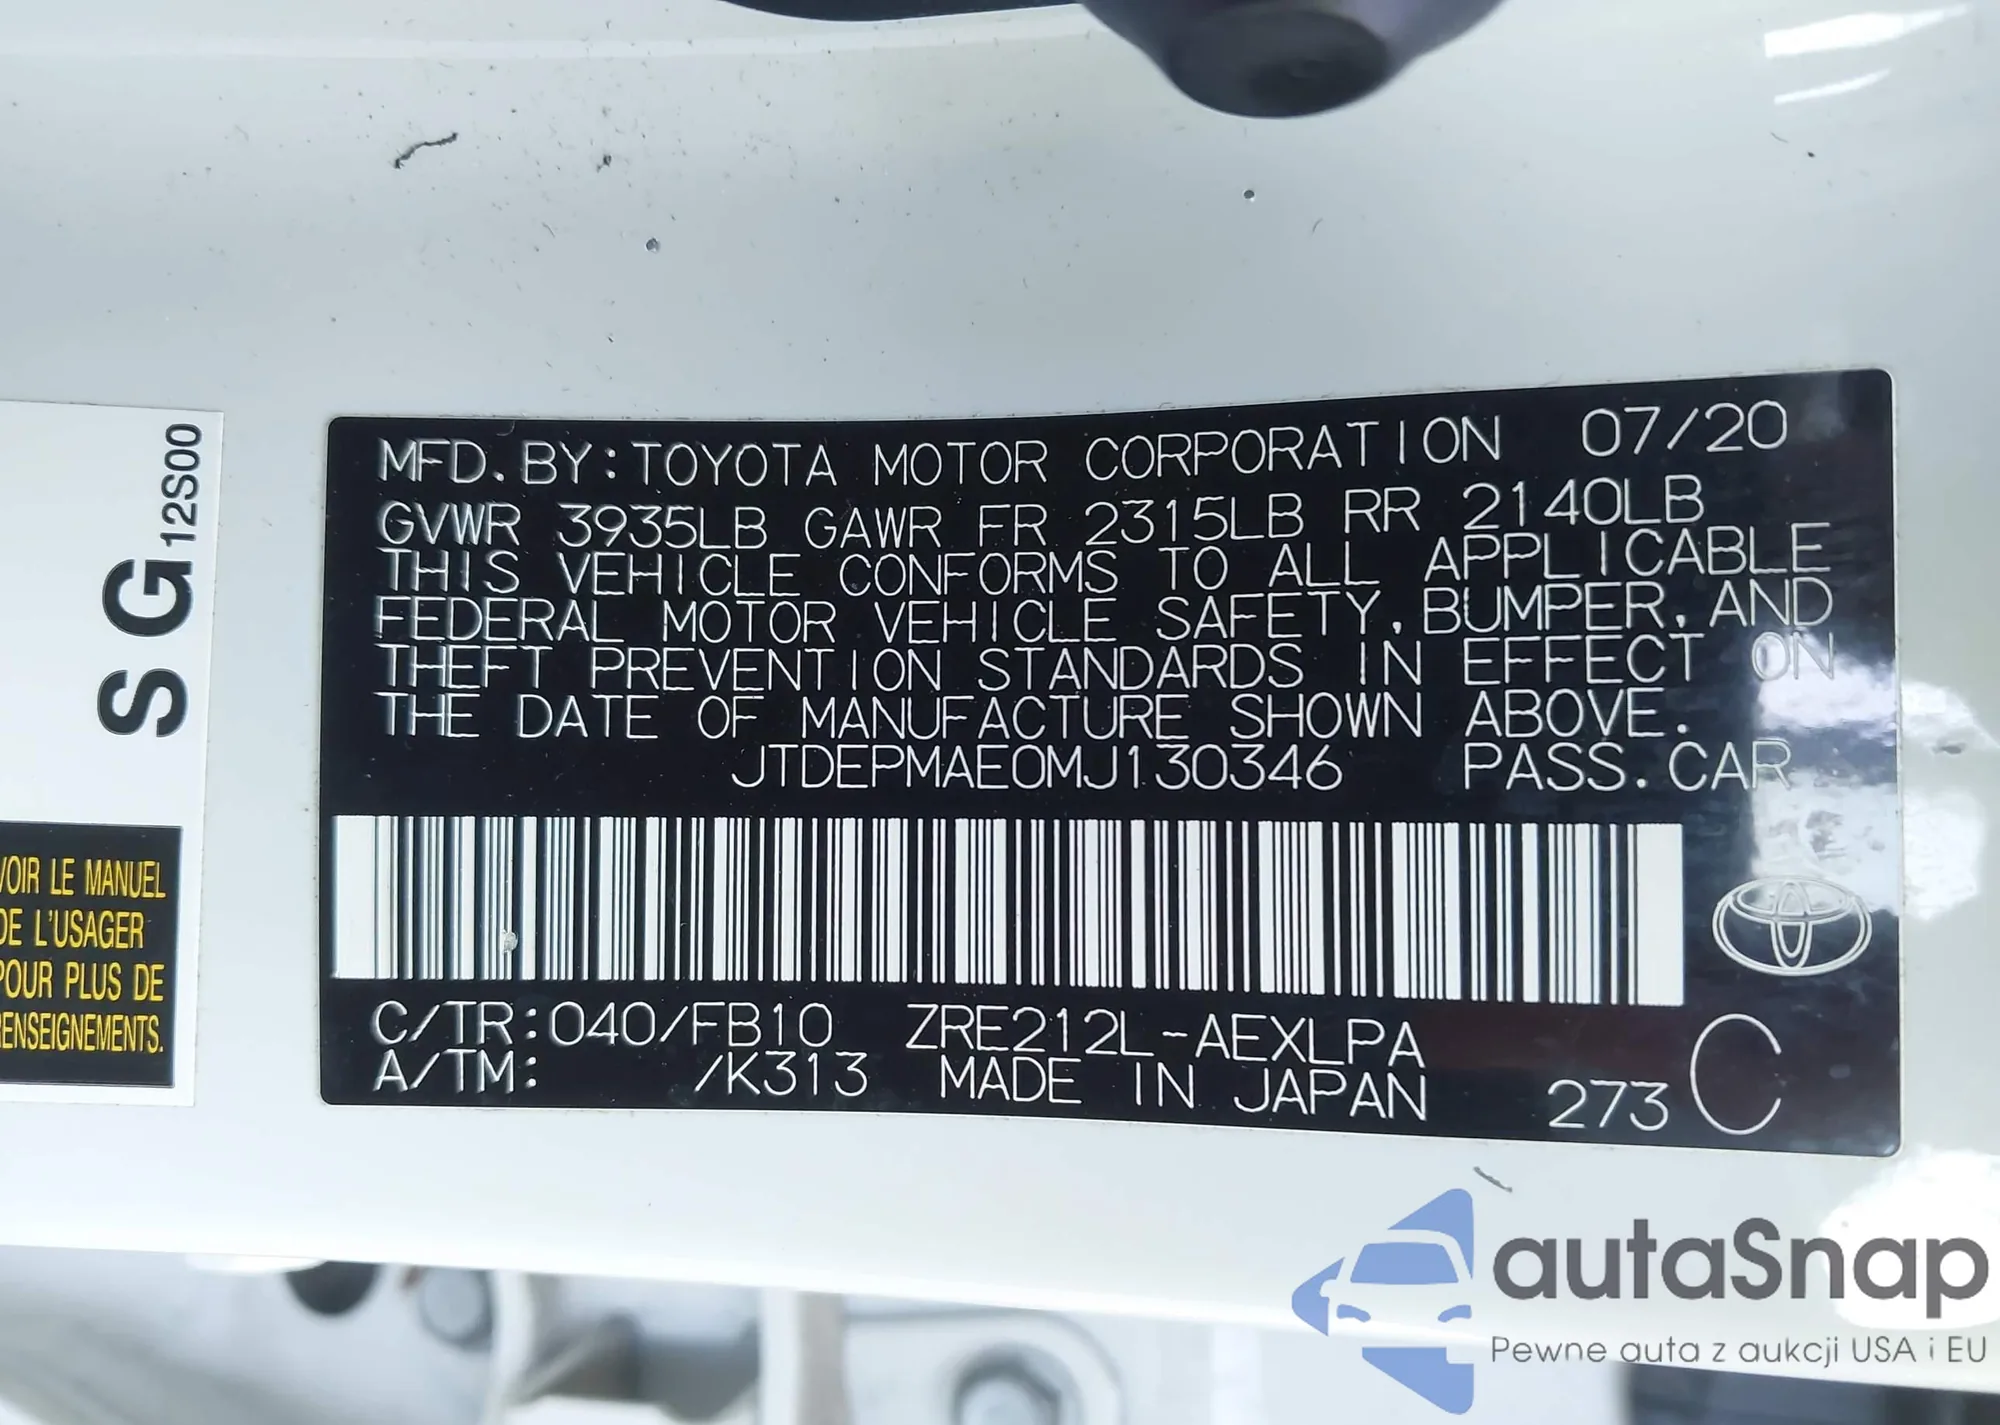 MFD. BY: TOYOTA MOTOR CORPORATION 07/20
GVWR 3935LB GAWR FR 2315LB RR 2140LB
THIS VEHICLE CONFORMS TO ALL APPLICABLE
FEDERAL MOTOR VEHICLE SAFETY, BUMPER, AND
THEFT PREVENTION STANDARDS IN EFFECT ON
THE DATE OF MANUFACTURE SHOWN ABOVE.
JTDEPMAE0MJ130346 PASS. CAR
C/TR: 040/FB10 ZRE212L-AEXLPA
A/TM: /K313 MADE IN JAPAN 273 C
S G 12S00
VOIR LE MANUEL
DE L'USAGER
POUR PLUS DE
RENSEIGNEMENTS.
autaSnap
Pewne auta z aukcji USA i EU